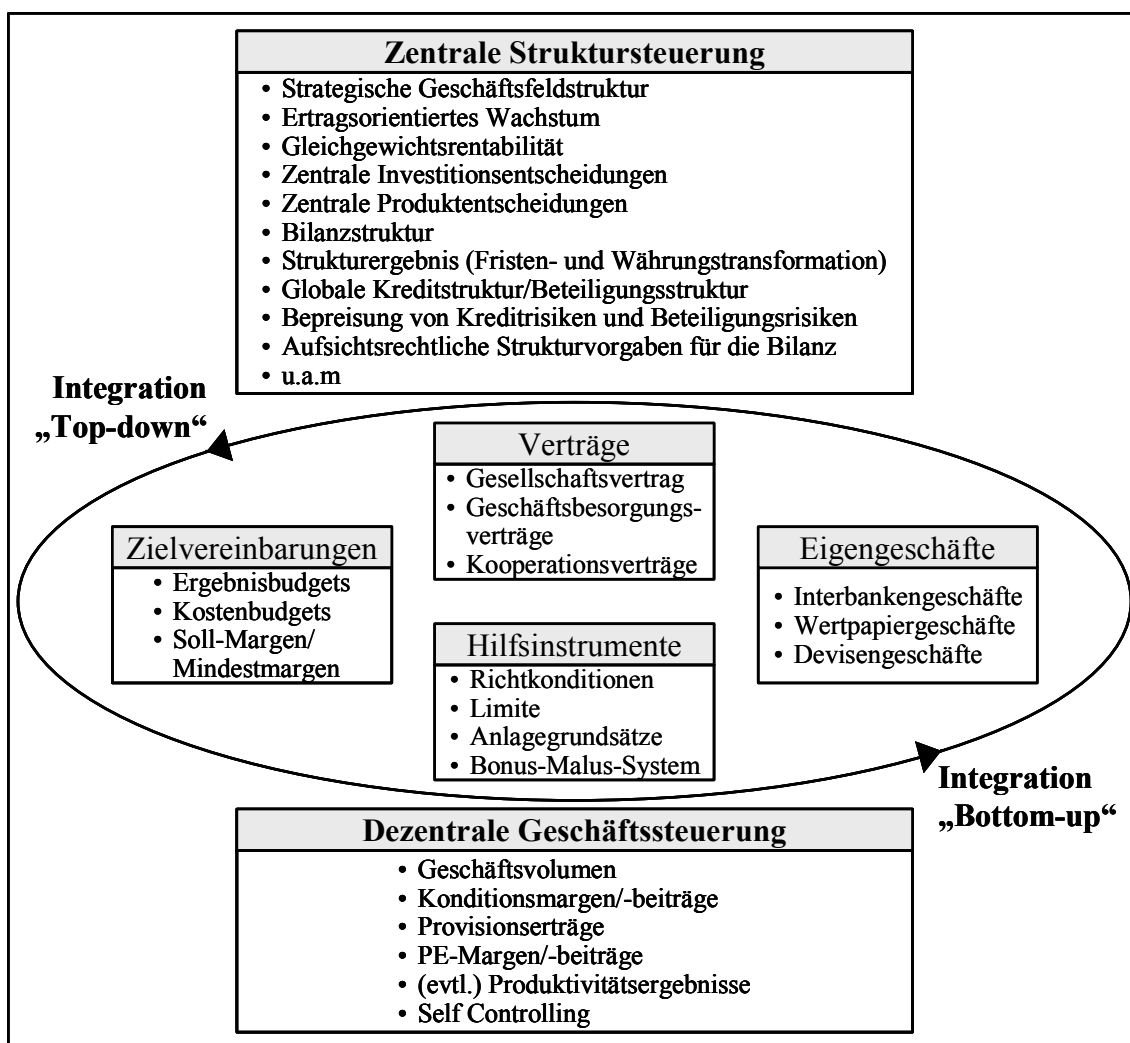 Zentrale Struktursteuerung
• Strategische Geschäftsfeldstruktur
• Ertragsorientiertes Wachstum
• Gleichgewichtsrentabilität
• Zentrale Investitionsentscheidungen
• Zentrale Produktentscheidungen
• Bilanzstruktur
• Strukturergebnis (Fristen- und Währungstransformation)
• Globale Kreditstruktur/Beteiligungsstruktur
• Bepreisung von Kreditrisiken und Beteiligungsrisiken
• Aufsichtsrechtliche Strukturvorgaben für die Bilanz
• u.a.m
Integration
„Top-down“
Verträge
• Gesellschaftsvertrag
• Geschäftsbesorgungs-
verträge
• Kooperationsverträge
Zielvereinbarungen
• Ergebnisbudgets
• Kostenbudgets
• Soll-Margen/
Mindestmargen
Eigengeschäfte
• Interbankengeschäfte
• Wertpapiergeschäfte
• Devisengeschäfte
Hilfsinstrumente
• Richtkonditionen
• Limite
• Anlagegrundsätze
• Bonus-Malus-System
Integration
„Bottom-up“
Dezentrale Geschäftssteuerung
• Geschäftsvolumen
• Konditionsmargen/-beiträge
• Provisionserträge
• PE-Margen/-beiträge
• (evtl.) Produktivitätsergebnisse
• Self Controlling